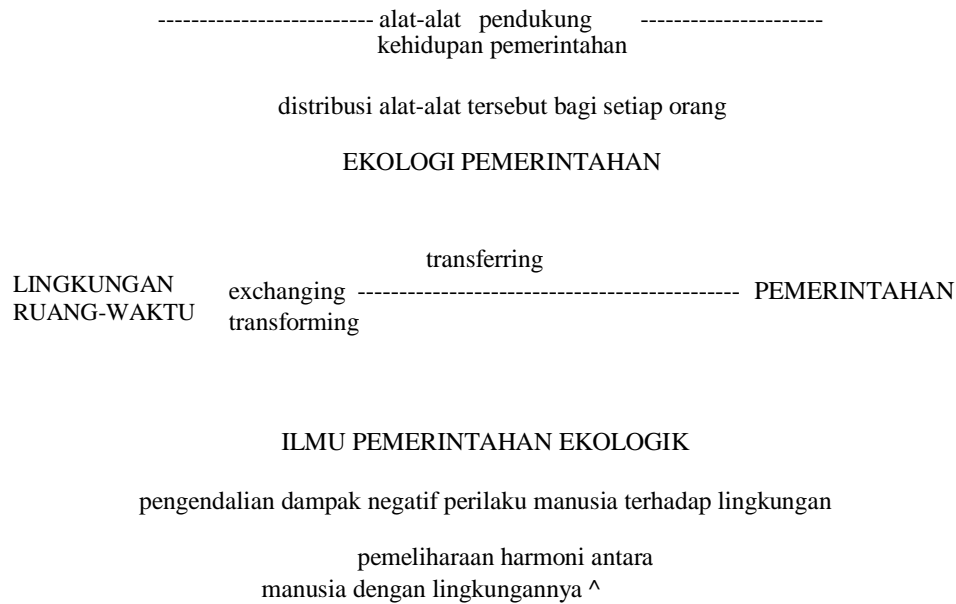 -------------------------- alat-alat pendukung ----------------------
kehidupan pemerintahan
distribusi alat-alat tersebut bagi setiap orang
EKOLOGI PEMERINTAHAN
transferring
LINGKUNGAN
RUANG-WAKTU
exchanging ---------------------------------------------- PEMERINTAHAN
transforming
ILMU PEMERINTAHAN EKOLOGIK
pengendalian dampak negatif perilaku manusia terhadap lingkungan
pemeliharaan harmoni antara
manusia dengan lingkungannya ^